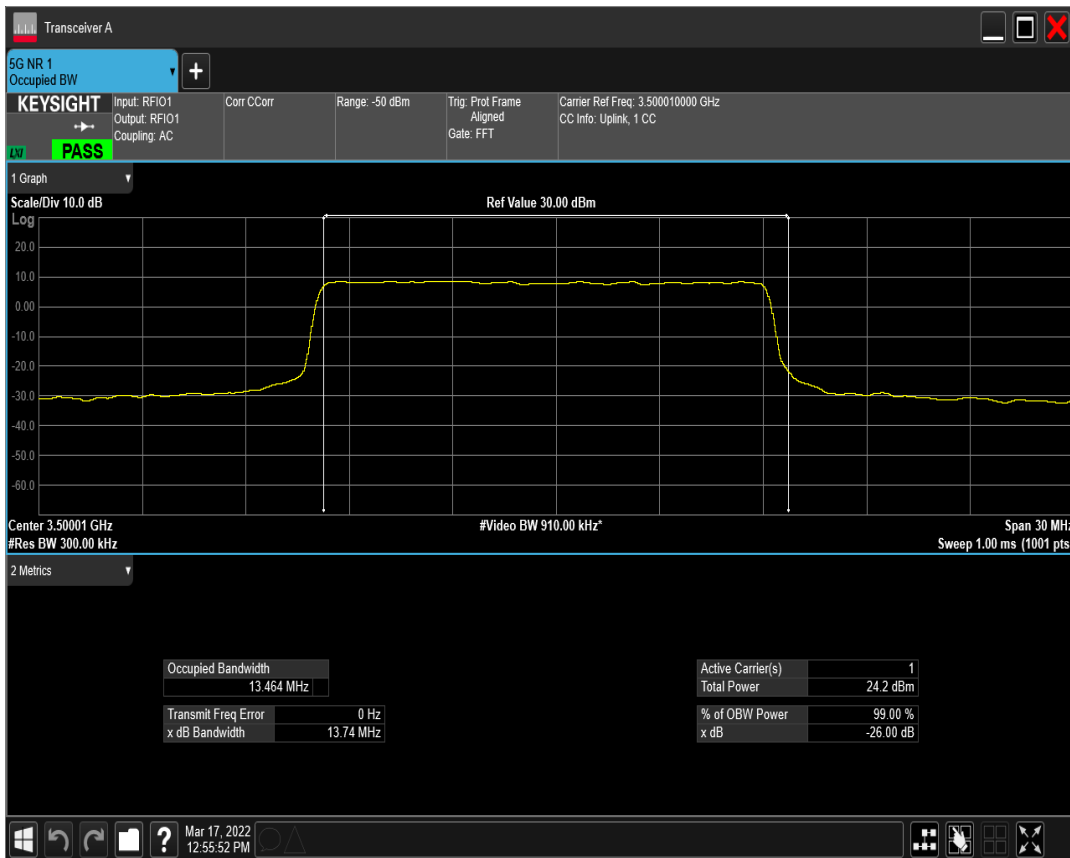 Transceiver A
5G NR 1
Occupied BW
KEYSIGHT
LXI
PASS
Input: RFIO1
Output: RFIO1
Coupling: AC
Corr CCorr
Range: -50 dBm
Trig: Prot Frame
Aligned
Gate: FFT
Carrier Ref Freq: 3.500010000 GHz
CC Info: Uplink, 1 CC
1 Graph
Scale/Div 10.0 dB
Ref Value 30.00 dBm
Log
20.0
10.0
0.00
-10.0
-20.0
-30.0
-40.0
-50.0
-60.0
Center 3.50001 GHz
#Video BW 910.00 kHz*
Span 30 MHz
#Res BW 300.00 kHz
Sweep 1.00 ms (1001 pts
2 Metrics
Occupied Bandwidth
13.464 MHz
Transmit Freq Error 0 Hz
x dB Bandwidth 13.74 MHz
Active Carrier(s) 1
Total Power 24.2 dBm
% of OBW Power 99.00 %
x dB -26.00 dB
?
Mar 17, 2022
12:55:52 PM